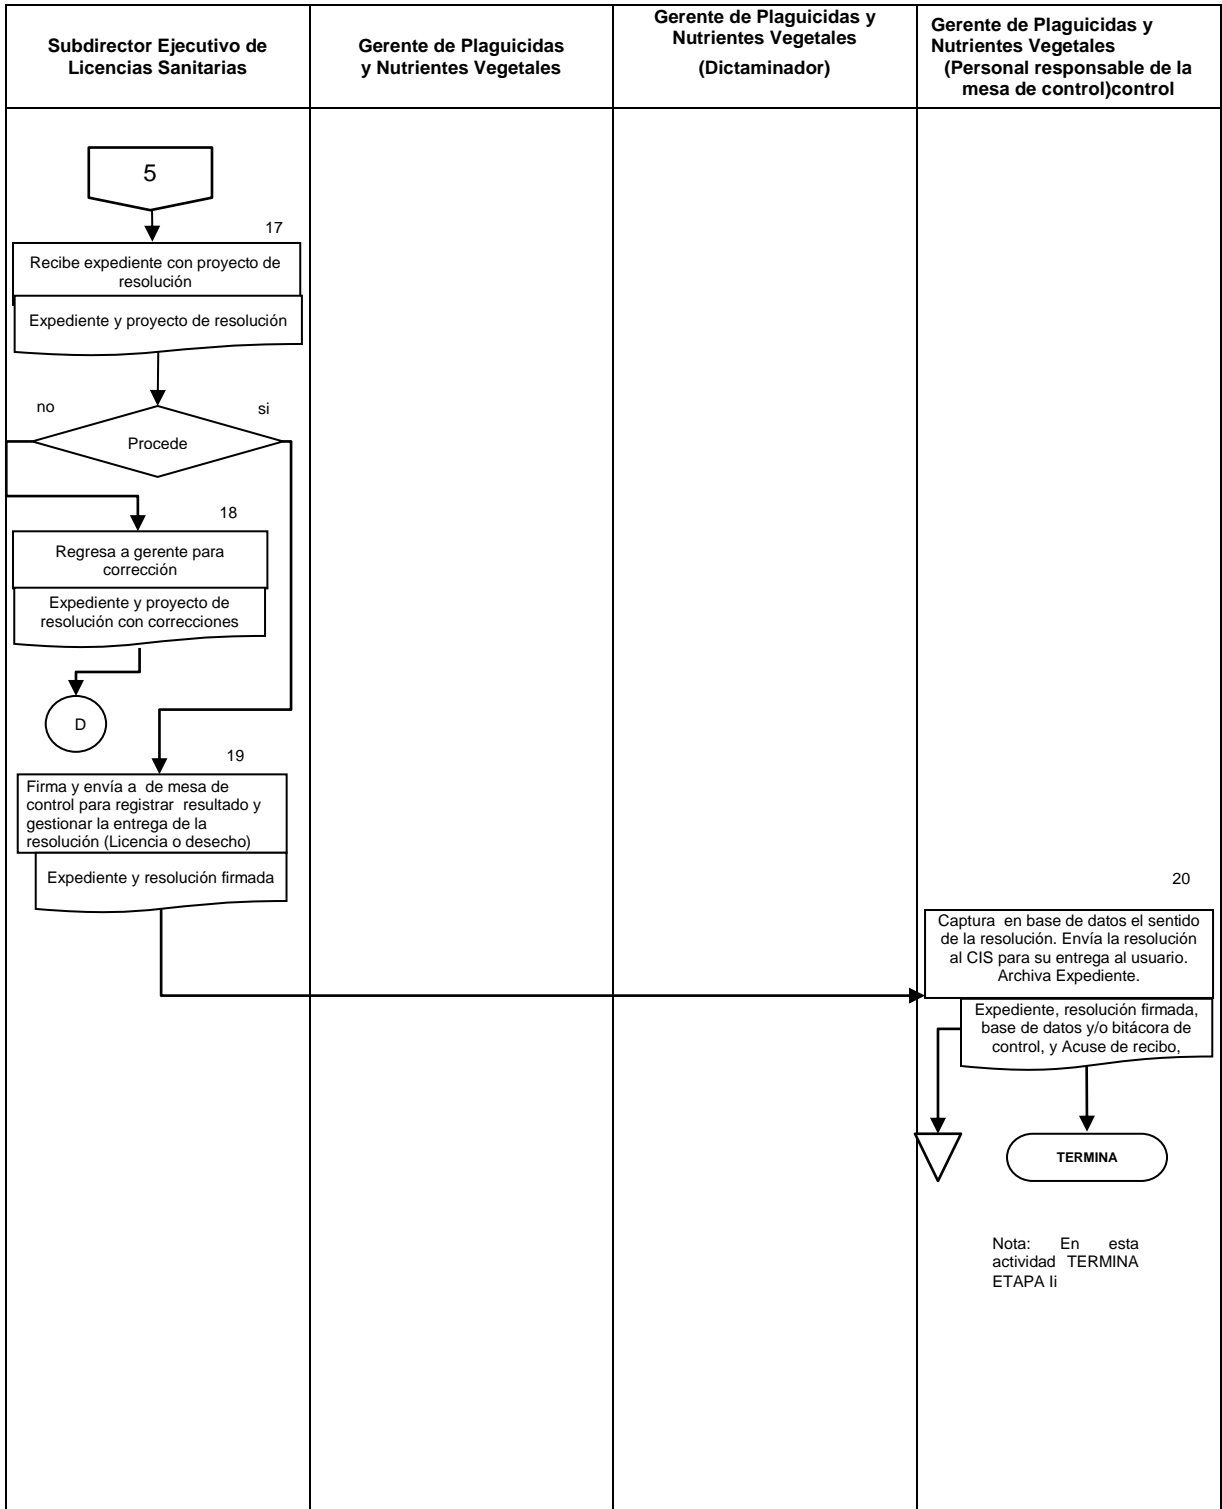 Subdirector Ejecutivo de
Licencias Sanitarias
Gerente de Plaguicidas
y Nutrientes Vegetales
Gerente de Plaguicidas y
Nutrientes Vegetales
(Dictaminador)
Gerente de Plaguicidas y
Nutrientes Vegetales
(Personal responsable de la
mesa de control)control
5
17
Recibe expediente con proyecto de
resolución
Expediente y proyecto de resolución
no
si
Procede
18
Regresa a gerente para
corrección
Expediente y proyecto de
resolución con correcciones
D
19
Firma y envía a  de mesa de
control para registrar  resultado y
gestionar la entrega de la
resolución (Licencia o desecho)
Expediente y resolución firmada
20
Captura  en base de datos el sentido
de la resolución. Envía la resolución
al CIS para su entrega al usuario.
Archiva Expediente.
Expediente, resolución firmada,
base de datos y/o bitácora de
control, y Acuse de recibo,
TERMINA
Nota: En esta
actividad TERMINA
ETAPA Ii